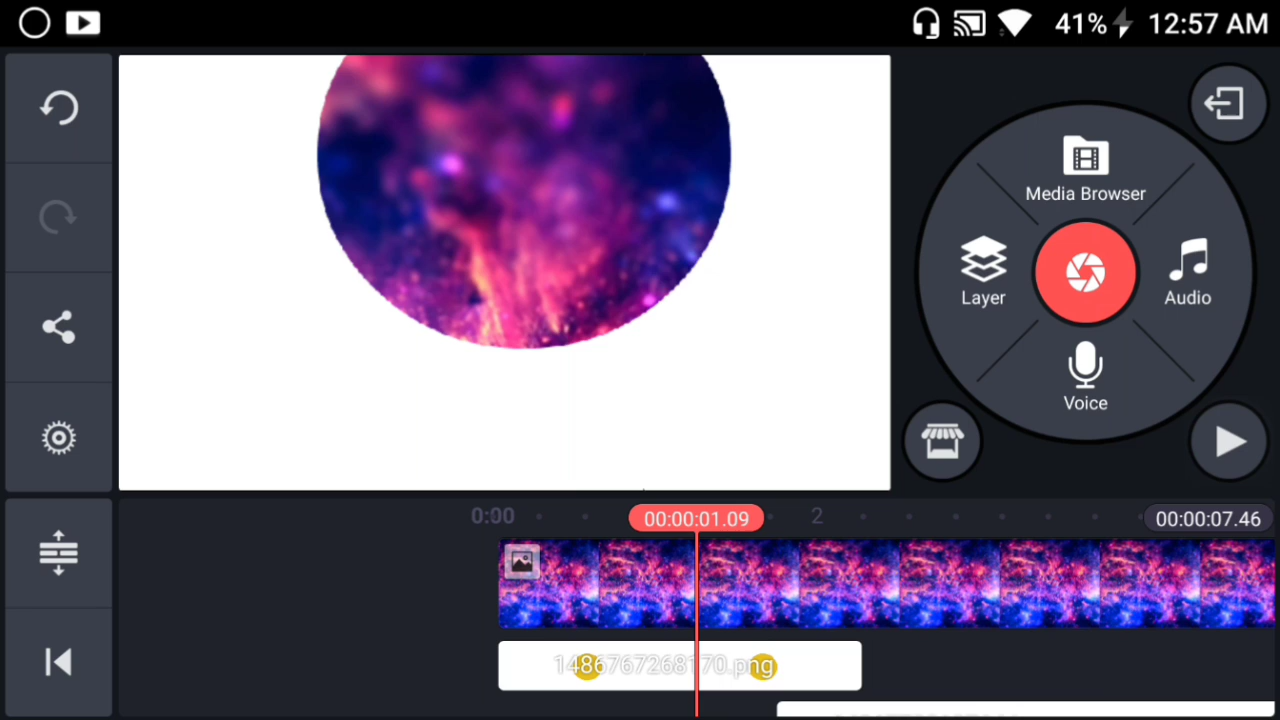 41% 12:57 AM
Media Browser
Layer
Audio
Voice
0:00
00:00:01.09
2
00:00:07.46
1486767268170.png